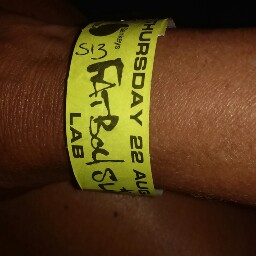 THURSDAY 22 AUG
S13
FATBOY SL
LAB